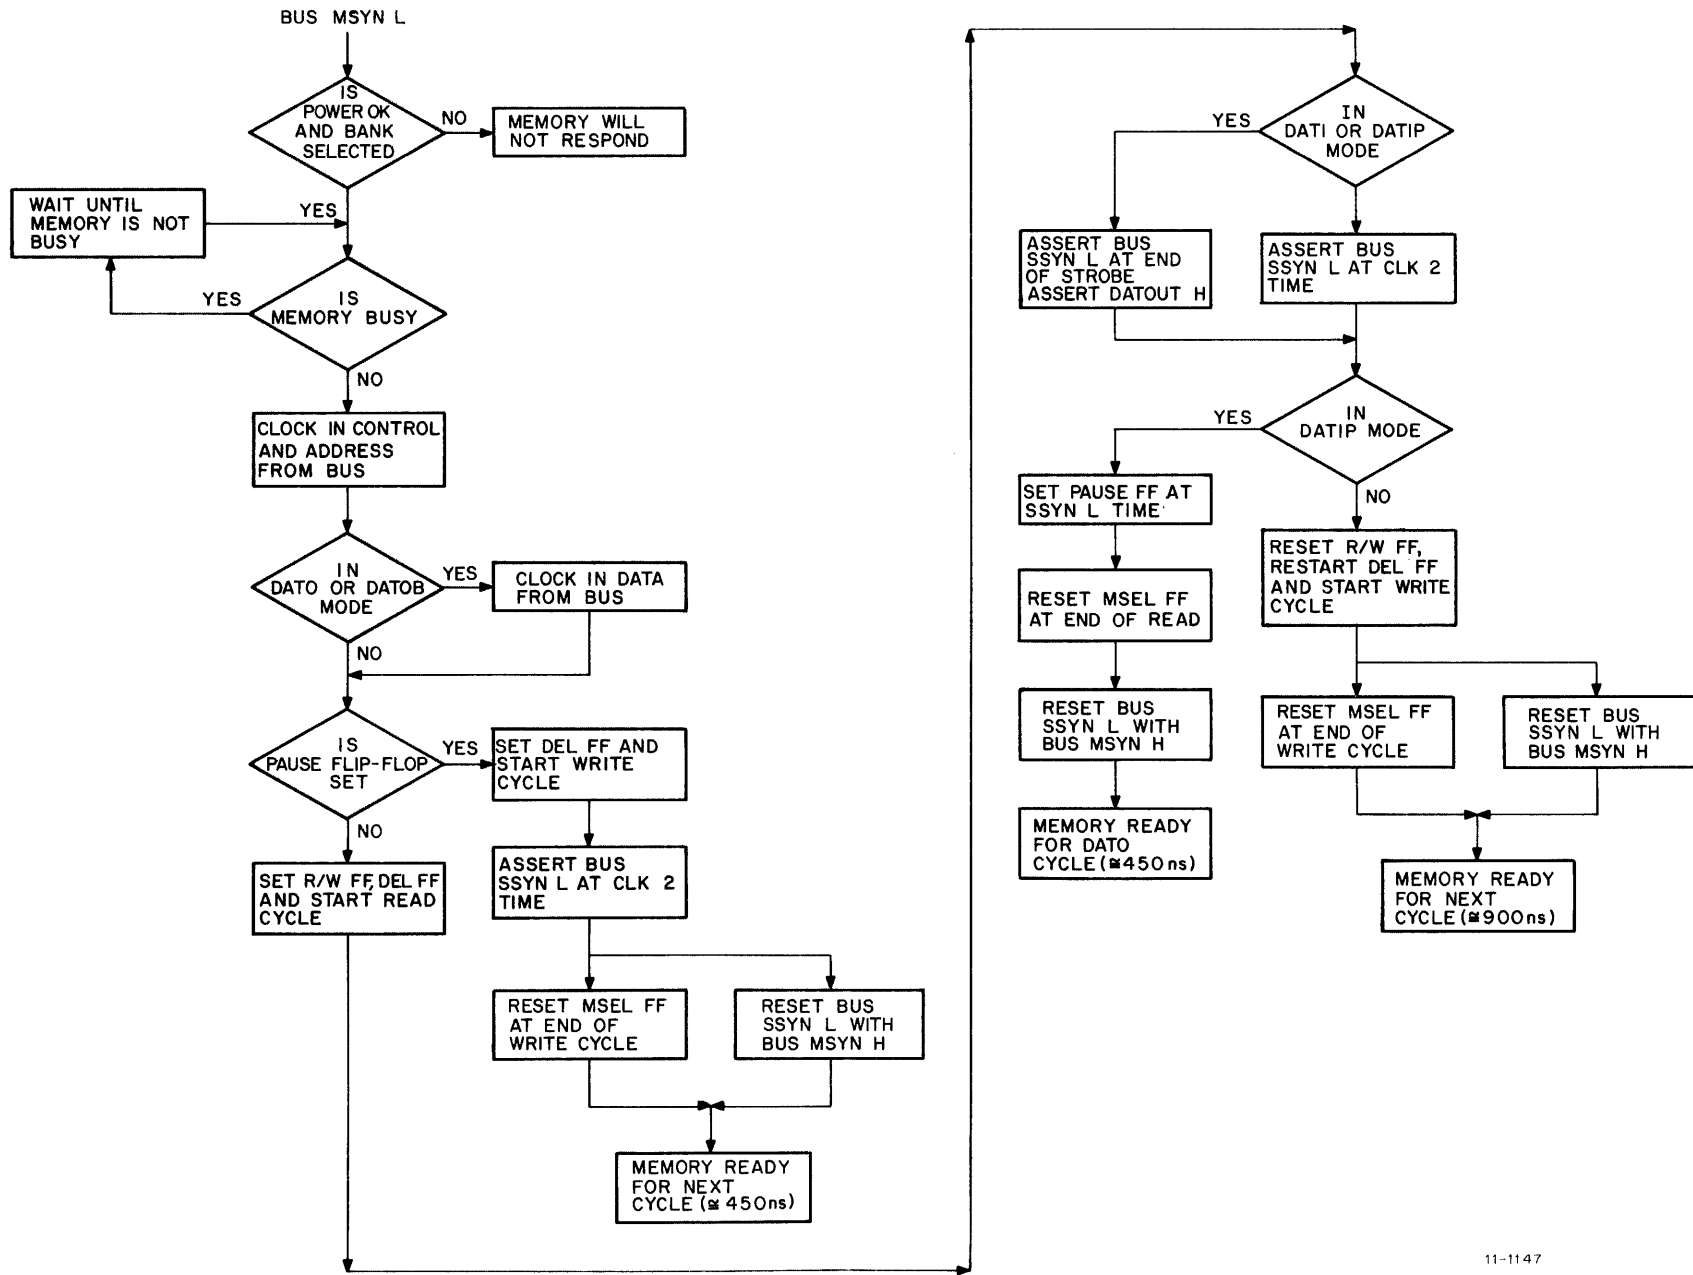 BUS MSYN L
IS
POWER OK
AND BANK
SELECTED
NO
MEMORY WILL
NOT RESPOND
YES
WAIT UNTIL
MEMORY IS NOT
BUSY
YES
IS
MEMORY BUSY
NO
CLOCK IN CONTROL
AND ADDRESS
FROM BUS
IN
DATO OR DATOB
MODE
YES
CLOCK IN DATA
FROM BUS
NO
IS
PAUSE FLIP-FLOP
SET
YES
SET DEL FF AND
START WRITE
CYCLE
NO
SET R/W FF, DEL FF
AND START READ
CYCLE
ASSERT BUS
SSYN L AT CLK 2
TIME
RESET MSEL FF
AT END OF
WRITE CYCLE
RESET BUS
SSYN L WITH
BUS MSYN H
MEMORY READY
FOR NEXT
CYCLE (≅ 450ns)
IN
DATI OR DATIP
MODE
YES
ASSERT BUS
SSYN L AT END
OF STROBE
ASSERT DATOUT H
ASSERT BUS
SSYN L AT CLK 2
TIME
IN
DATIP MODE
YES
SET PAUSE FF AT
SSYN L TIME
RESET MSEL FF
AT END OF READ
RESET BUS
SSYN L WITH
BUS MSYN H
MEMORY READY
FOR DATO
CYCLE (≅450ns)
NO
RESET R/W FF,
RESTART DEL FF
AND START WRITE
CYCLE
RESET MSEL FF
AT END OF
WRITE CYCLE
RESET BUS
SSYN L WITH
BUS MSYN H
MEMORY READY
FOR NEXT
CYCLE (≅900ns)
11-1147